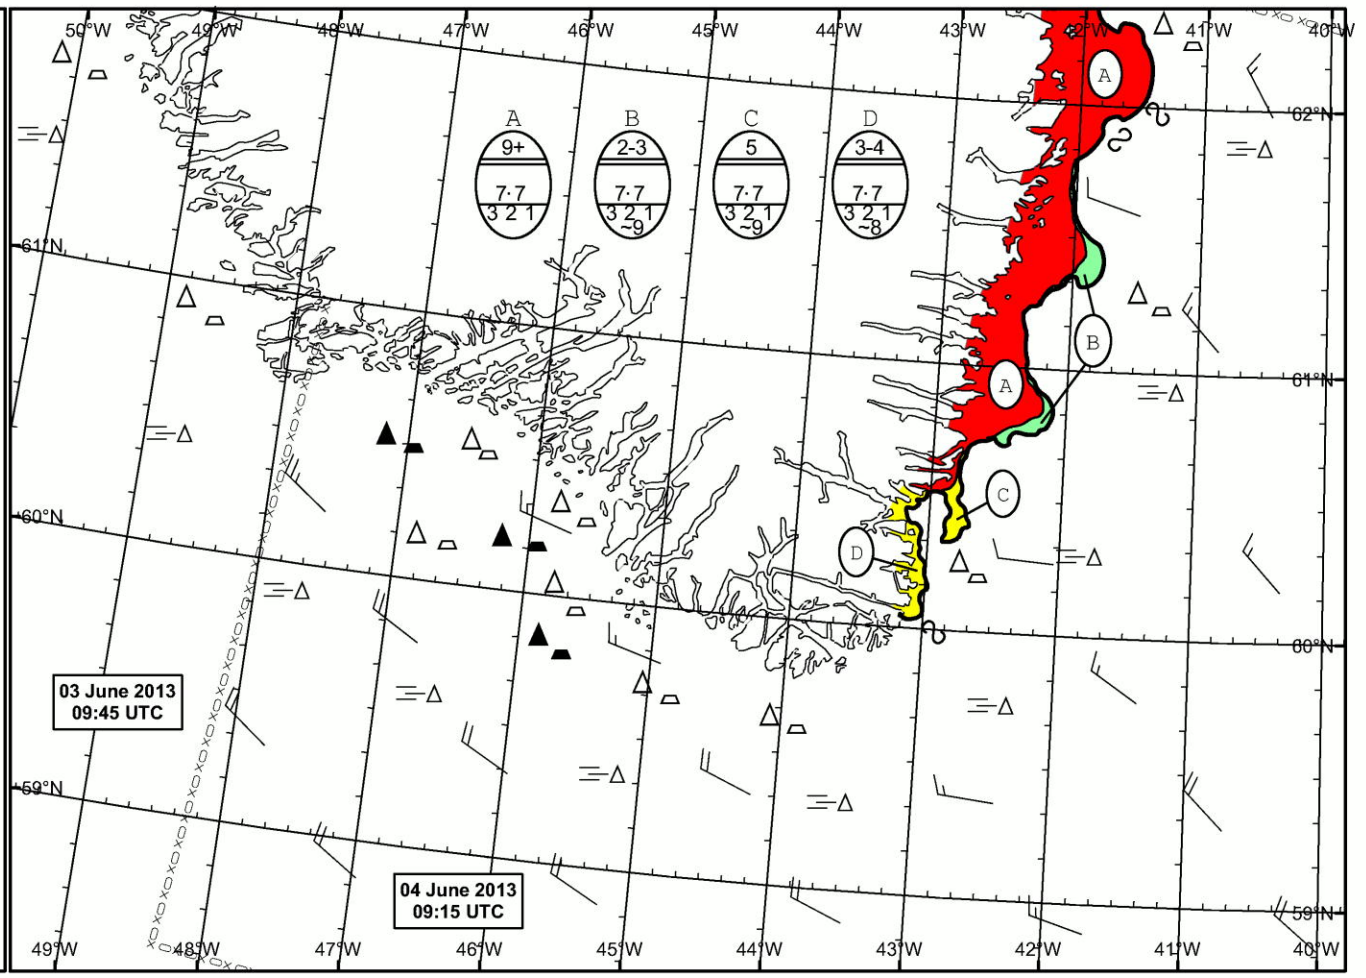 50°W 49°W 48°W 47°W 46°W 45°W 44°W 43°W 42°W 41°W 40°W
A
62°N
A B C D
9+ 2-3 5 3-4
7·7 7·7 7·7 7·7
3 2 1 3 2 1 3 2 1 3 2 1
~9 ~9 ~8
61°N
B
61°N
A
C
60°N
D
60°N
03 June 2013
09:45 UTC
59°N
04 June 2013
09:15 UTC
59°N
49°W 48°W 47°W 46°W 45°W 44°W 43°W 42°W 41°W 40°W